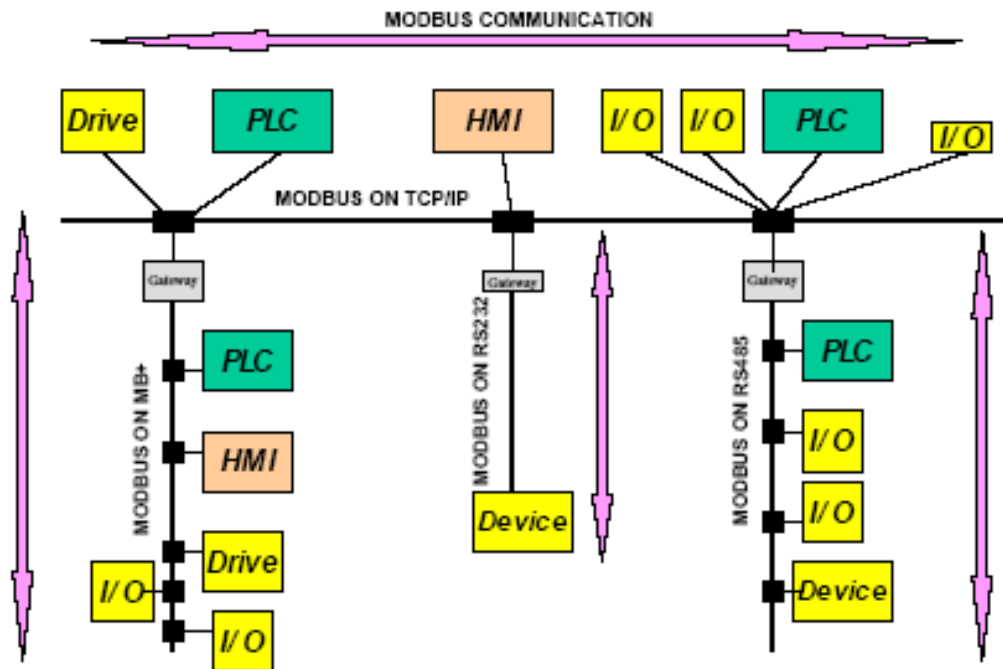 MODBUS COMMUNICATION
Drive
PLC
HMI
I/O
I/O
PLC
I/O
MODBUS ON TCP/IP
Gateway
Gateway
Gateway
MODBUS ON MB+
PLC
HMI
Drive
I/O
I/O
MODBUS ON RS232
Device
MODBUS ON RS485
PLC
I/O
I/O
Device